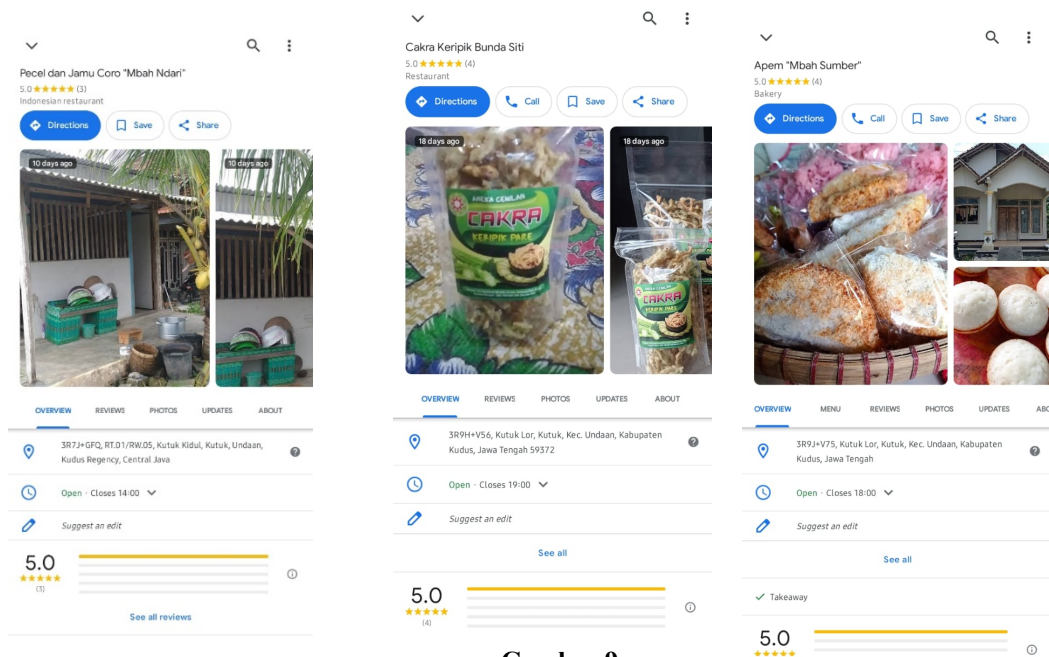 Pecel dan Jamu Coro "Mbah Ndari"
5.0 ★★★★★ (3)
Indonesian restaurant
Directions
Save
Share
10 days ago
10 days ago
OVERVIEW REVIEWS PHOTOS UPDATES ABOUT
3R7J+GFQ, RT.01/RW.05, Kutuk Kidul, Kutuk, Undaan,
Kudus Regency, Central Java
Open · Closes 14:00
Suggest an edit
5.0
★★★★★
(3)
See all reviews
Cakra Keripik Bunda Siti
5.0 ★★★★★ (4)
Restaurant
Directions
Call
Save
Share
18 days ago
18 days ago
ANEKA CEMILAN
CAKRA
KERIPIK PARE
CAKRA
KERIPIK PARE
OVERVIEW REVIEWS PHOTOS UPDATES ABOUT
3R9H+V56, Kutuk Lor, Kutuk, Kec. Undaan, Kabupaten
Kudus, Jawa Tengah 59372
Open · Closes 19:00
Suggest an edit
See all
5.0
★★★★★
(4)
Apem "Mbah Sumber"
5.0 ★★★★★ (4)
Bakery
Directions
Call
Save
Share
OVERVIEW MENU REVIEWS PHOTOS UPDATES ABO
3R9J+V75, Kutuk Lor, Kutuk, Kec. Undaan, Kabupaten
Kudus, Jawa Tengah
Open · Closes 18:00
Suggest an edit
See all
Takeaway
5.0
★★★★★